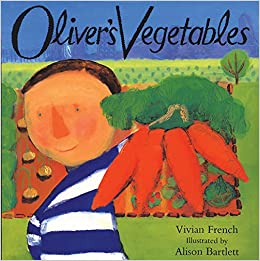 Oliver's Vegetables
Vivian French
Illustrated by
Alison Bartlett